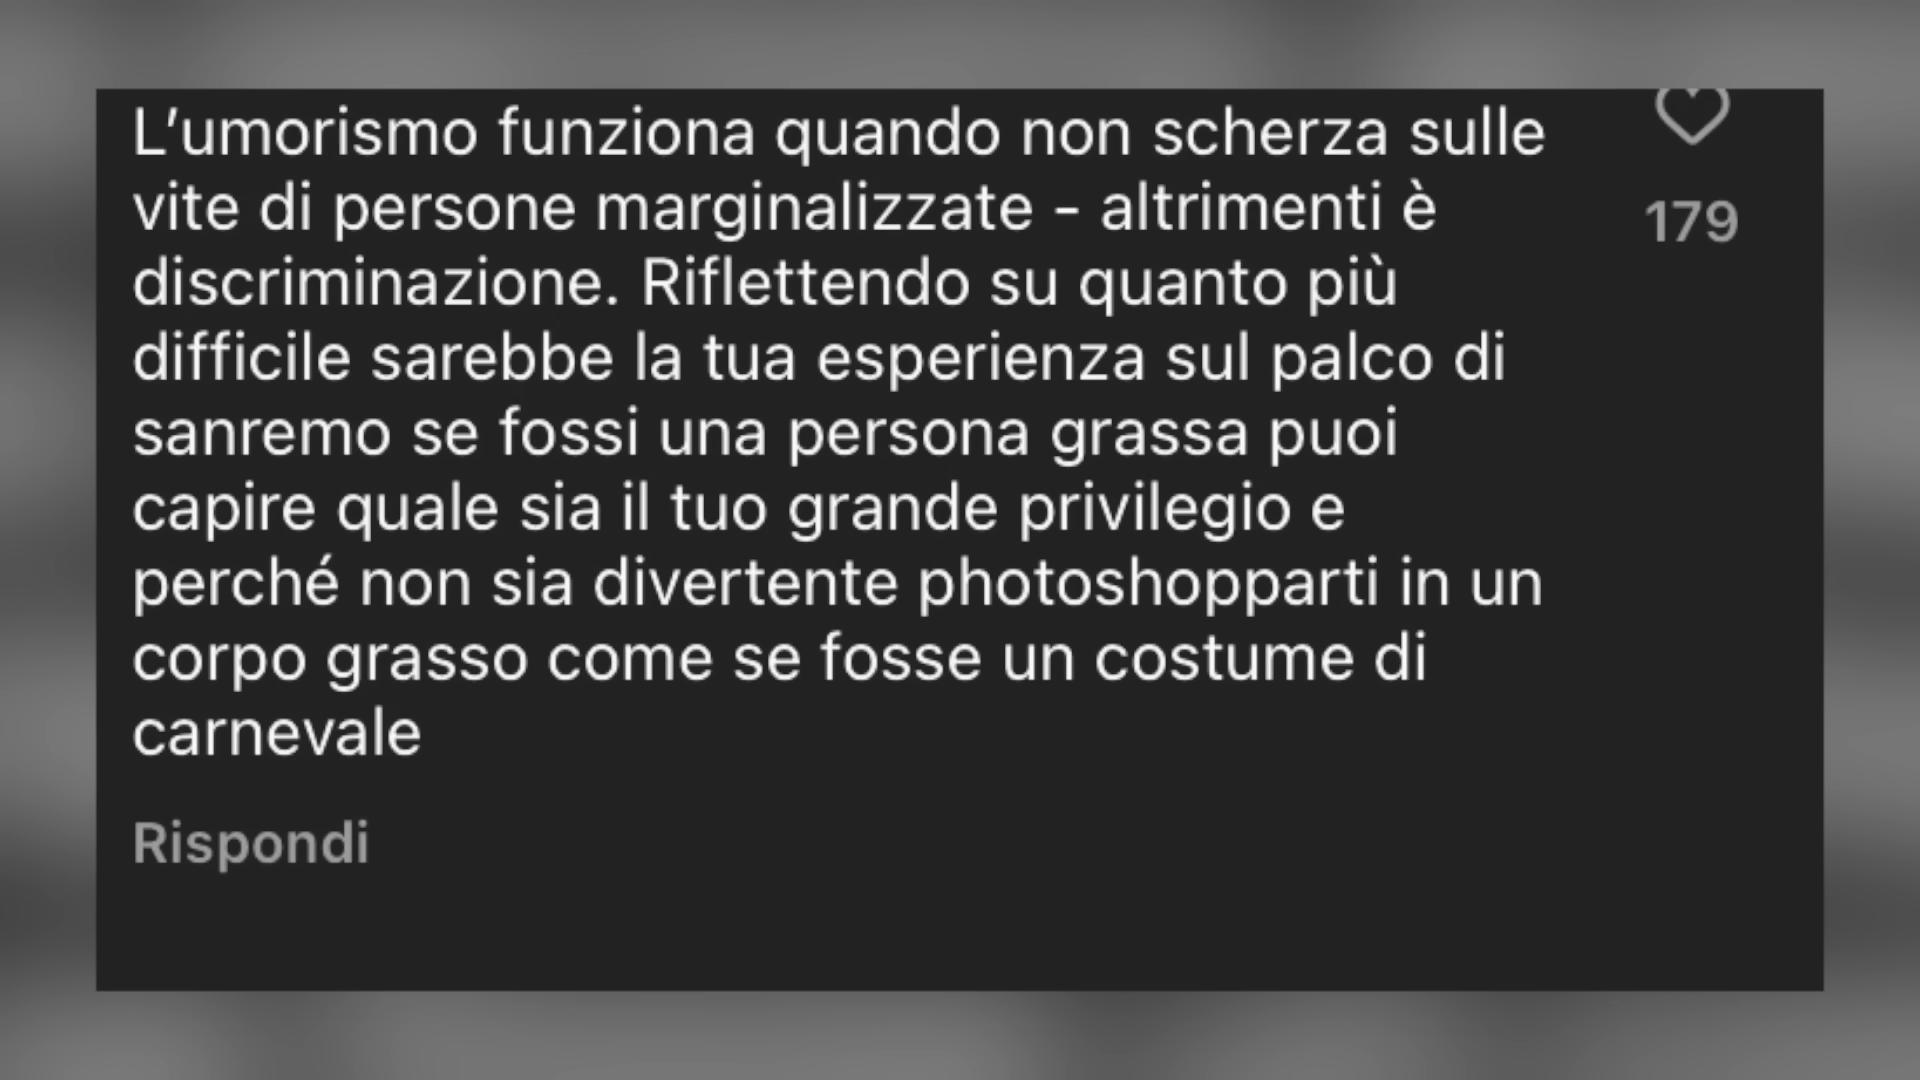 L’umorismo funziona quando non scherza sulle
vite di persone marginalizzate - altrimenti è
discriminazione. Riflettendo su quanto più
difficile sarebbe la tua esperienza sul palco di
sanremo se fossi una persona grassa puoi
capire quale sia il tuo grande privilegio e
perché non sia divertente photoshopparti in un
corpo grasso come se fosse un costume di
carnevale
179
Rispondi